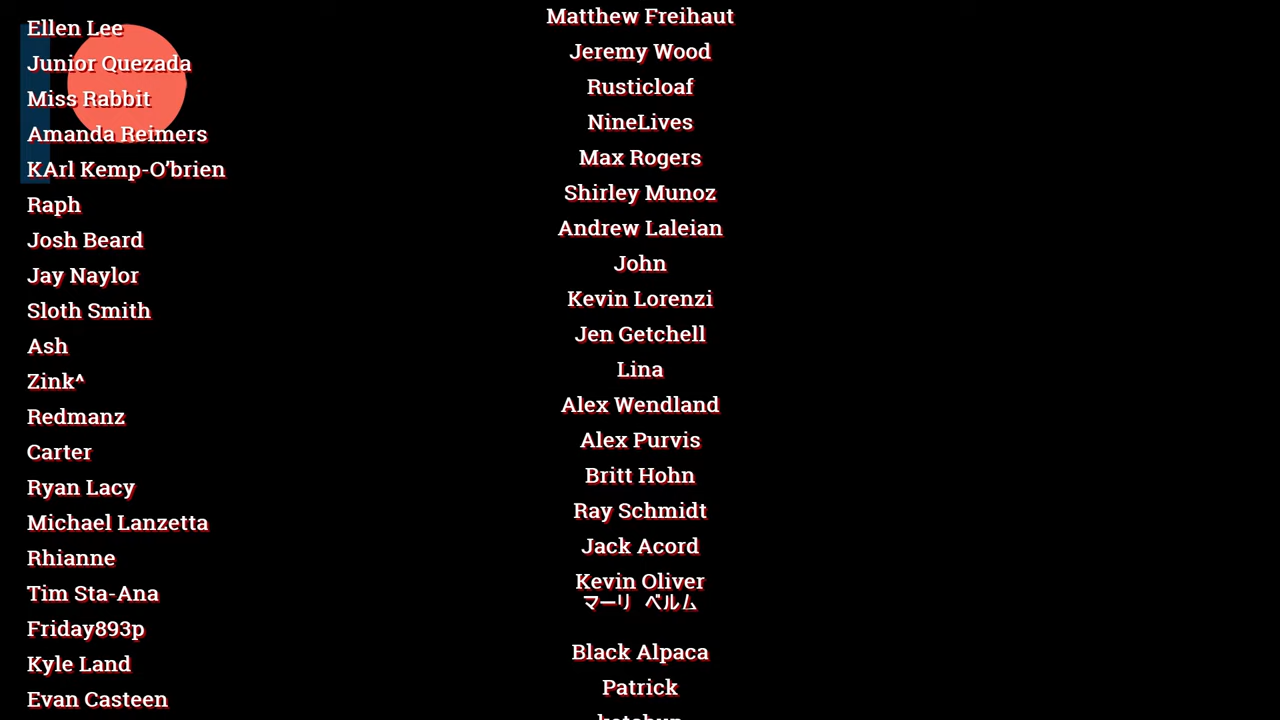 Ellen Lee
Junior Quezada
Miss Rabbit
Amanda Reimers
KArl Kemp-O’brien
Raph
Josh Beard
Jay Naylor
Sloth Smith
Ash
Zink^
Redmanz
Carter
Ryan Lacy
Michael Lanzetta
Rhianne
Tim Sta-Ana
Friday893p
Kyle Land
Evan Casteen
Matthew Freihaut
Jeremy Wood
Rusticloaf
NineLives
Max Rogers
Shirley Munoz
Andrew Laleian
John
Kevin Lorenzi
Jen Getchell
Lina
Alex Wendland
Alex Purvis
Britt Hohn
Ray Schmidt
Jack Acord
Kevin Oliver
マーリ ベルム
Black Alpaca
Patrick